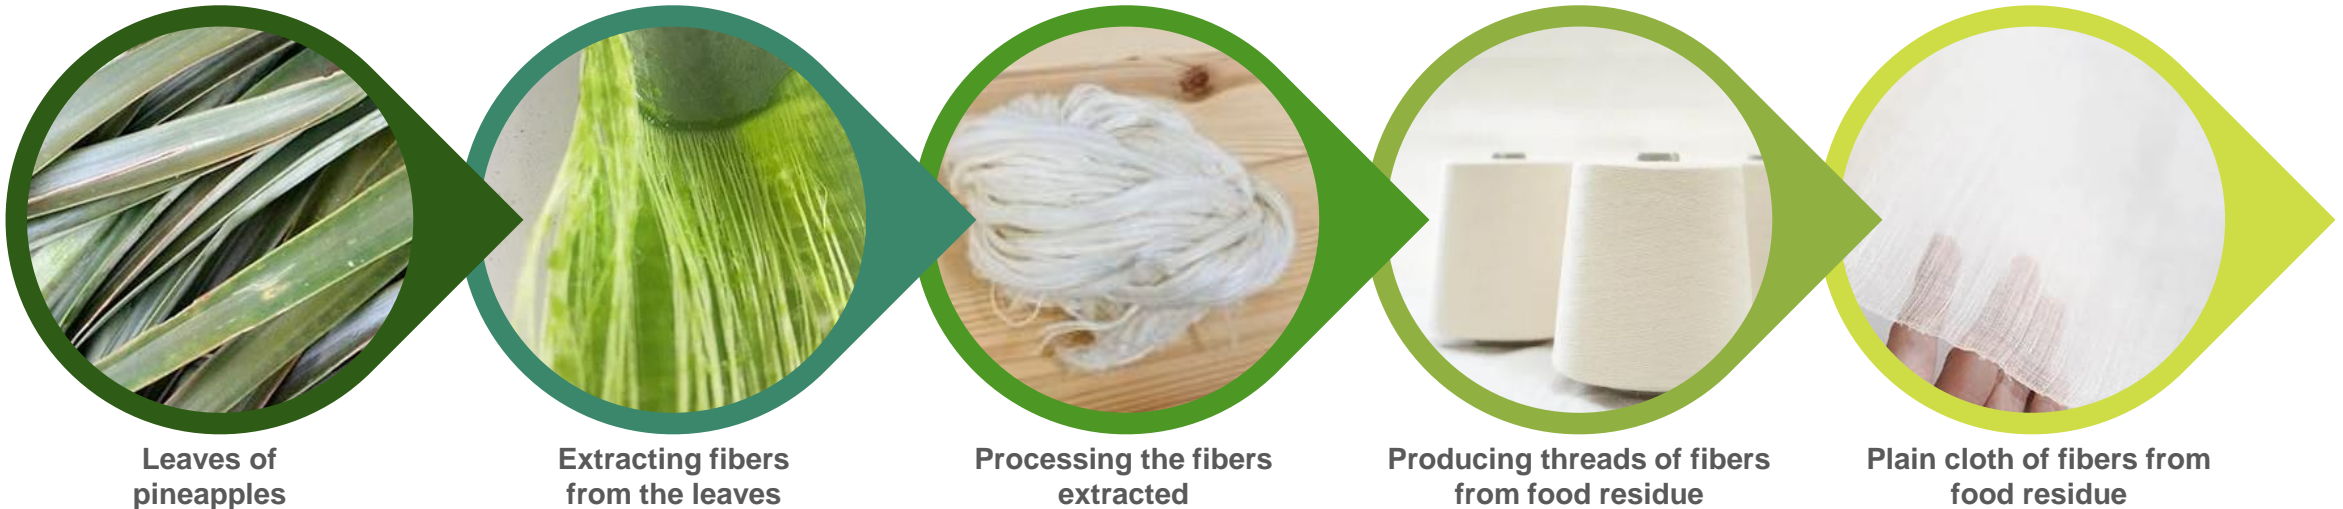 Leaves of
pineapples
Extracting fibers
from the leaves
Processing the fibers
extracted
Producing threads of fibers
from food residue
Plain cloth of fibers from
food residue